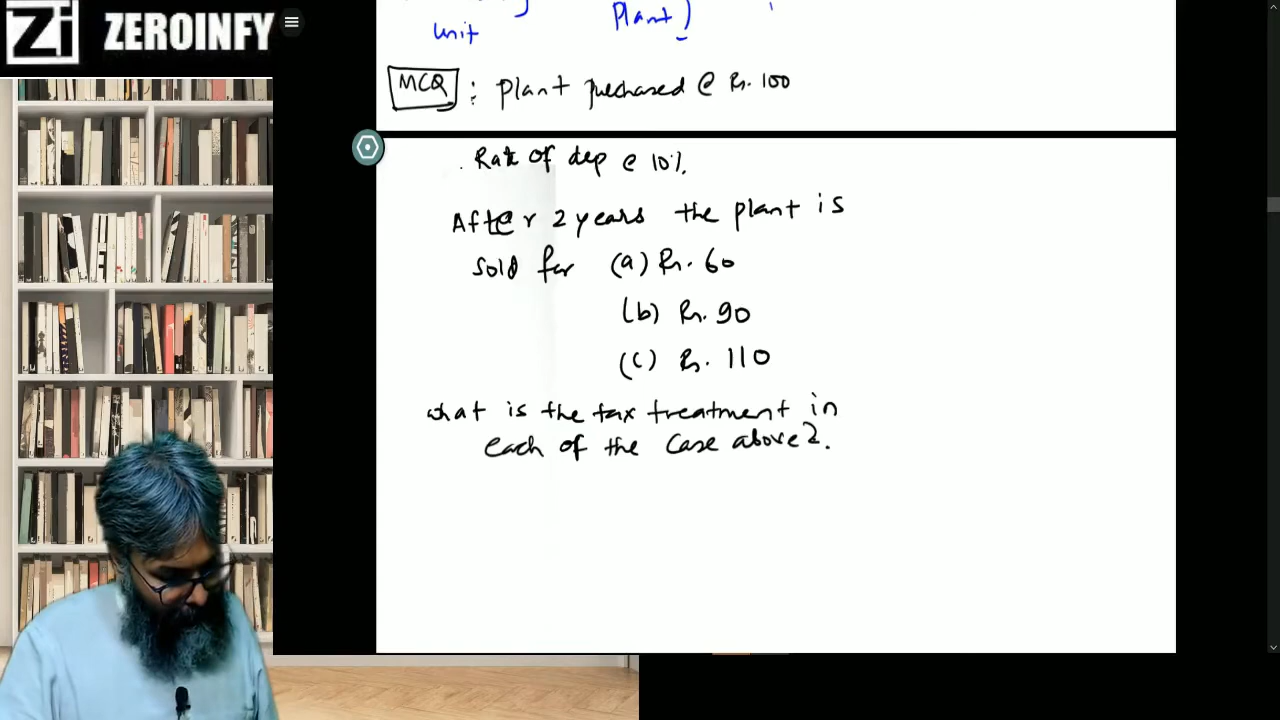 Zi ZEROINFY
unit
Plant)
MCQ : Plant purchased @ Rs. 100
Rate of dep @ 10%.
After 2 years the plant is
sold for (a) Rs. 60
(b) Rs. 90
(c) Rs. 110
what is the tax treatment in
each of the case above?.